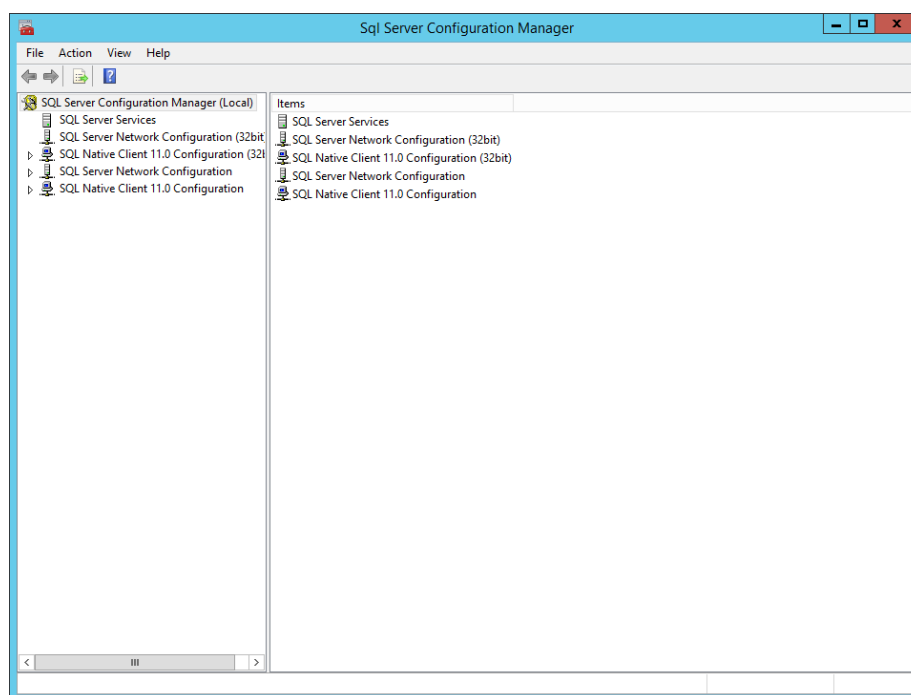 Sql Server Configuration Manager
File Action View Help
SQL Server Configuration Manager (Local)
SQL Server Services
SQL Server Network Configuration (32bit
SQL Native Client 11.0 Configuration (32b
SQL Server Network Configuration
SQL Native Client 11.0 Configuration
Items
SQL Server Services
SQL Server Network Configuration (32bit)
SQL Native Client 11.0 Configuration (32bit)
SQL Server Network Configuration
SQL Native Client 11.0 Configuration